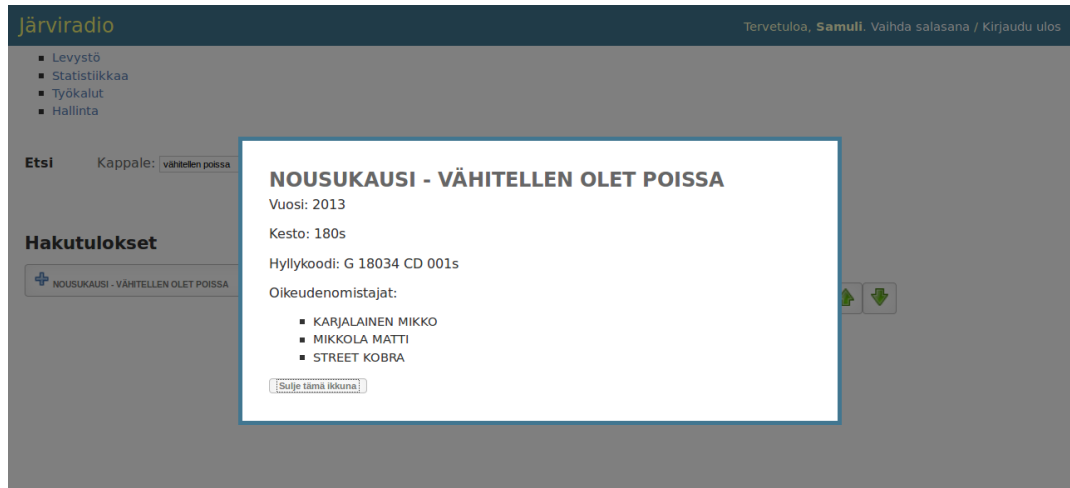 Järviradio
Tervetuloa, Samuli. Vaihda salasana / Kirjaudu ulos
Levystö
Statistiikkaa
Työkalut
Hallinta
Etsi Kappale: vähitellen poissa
Hakutulokset
NOUSUKAUSI - VÄHITELLEN OLET POISSA
NOUSUKAUSI - VÄHITELLEN OLET POISSA
Vuosi: 2013
Kesto: 180s
Hyllykoodi: G 18034 CD 001s
Oikeudenomistajat:
KARJALAINEN MIKKO
MIKKOLA MATTI
STREET KOBRA
Sulje tämä ikkuna